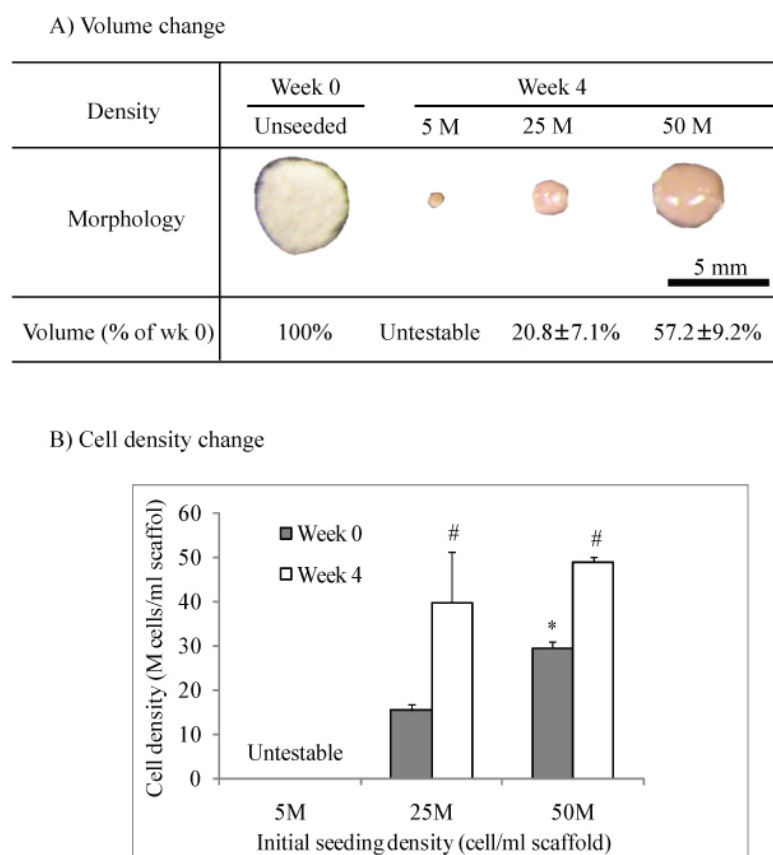 A) Volume change
Density
Week 0
Week 4
Unseeded
5 M
25 M
50 M
Morphology
5 mm
Volume (% of wk 0)
100%
Untestable
20.8±7.1%
57.2±9.2%
B) Cell density change
Cell density (M cells/ml scaffol)
60
50
40
30
20
10
0
Week 0
Week 4
#
#
*
Untestable
5M
25M
50M
Initial seeding density (cell/ml scaffold)